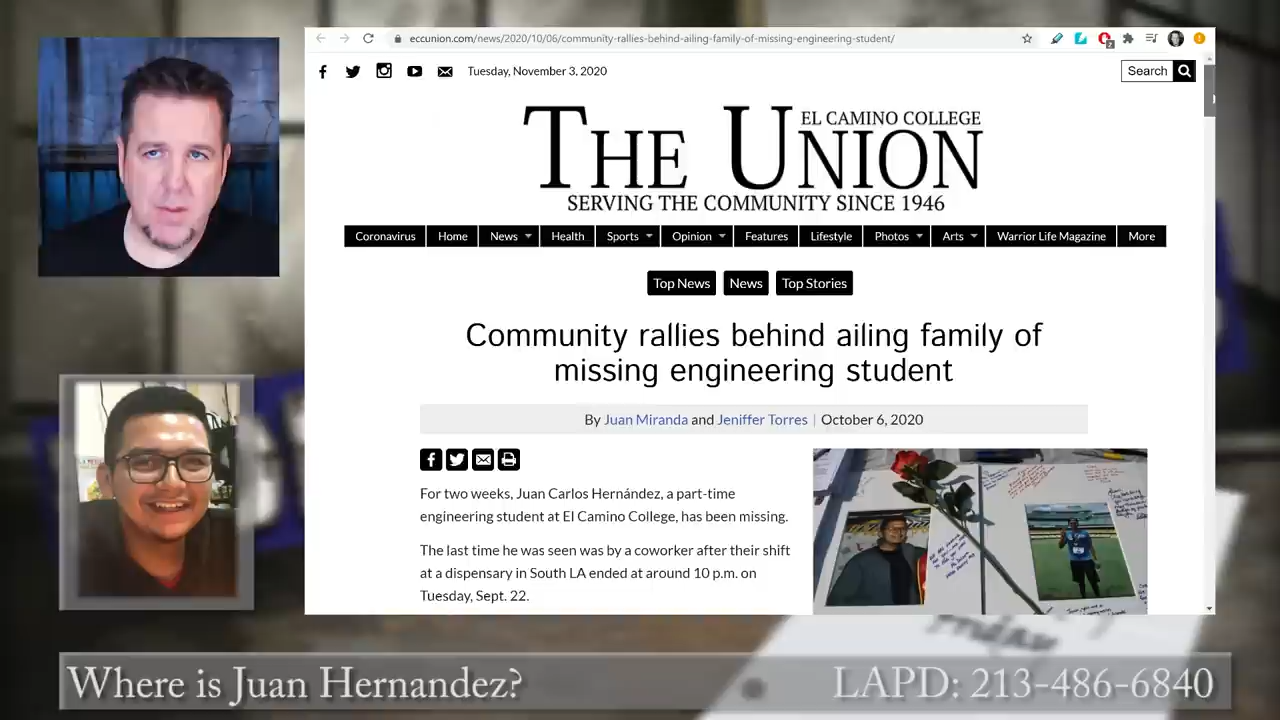 eccunion.com/news/2020/10/06/community-rallies-behind-ailing-family-of-missing-engineering-student/
Tuesday, November 3, 2020
Search
EL CAMINO COLLEGE
THE UNION
SERVING THE COMMUNITY SINCE 1946
Coronavirus Home News Health Sports Opinion Features Lifestyle Photos Arts Warrior Life Magazine More
Top News News Top Stories
Community rallies behind ailing family of
missing engineering student
By Juan Miranda and Jeniffer Torres | October 6, 2020
For two weeks, Juan Carlos Hernández, a part-time
engineering student at El Camino College, has been missing.
The last time he was seen was by a coworker after their shift
at a dispensary in South LA ended at around 10 p.m. on
Tuesday, Sept. 22.
Where is Juan Hernandez?
LAPD: 213-486-6840